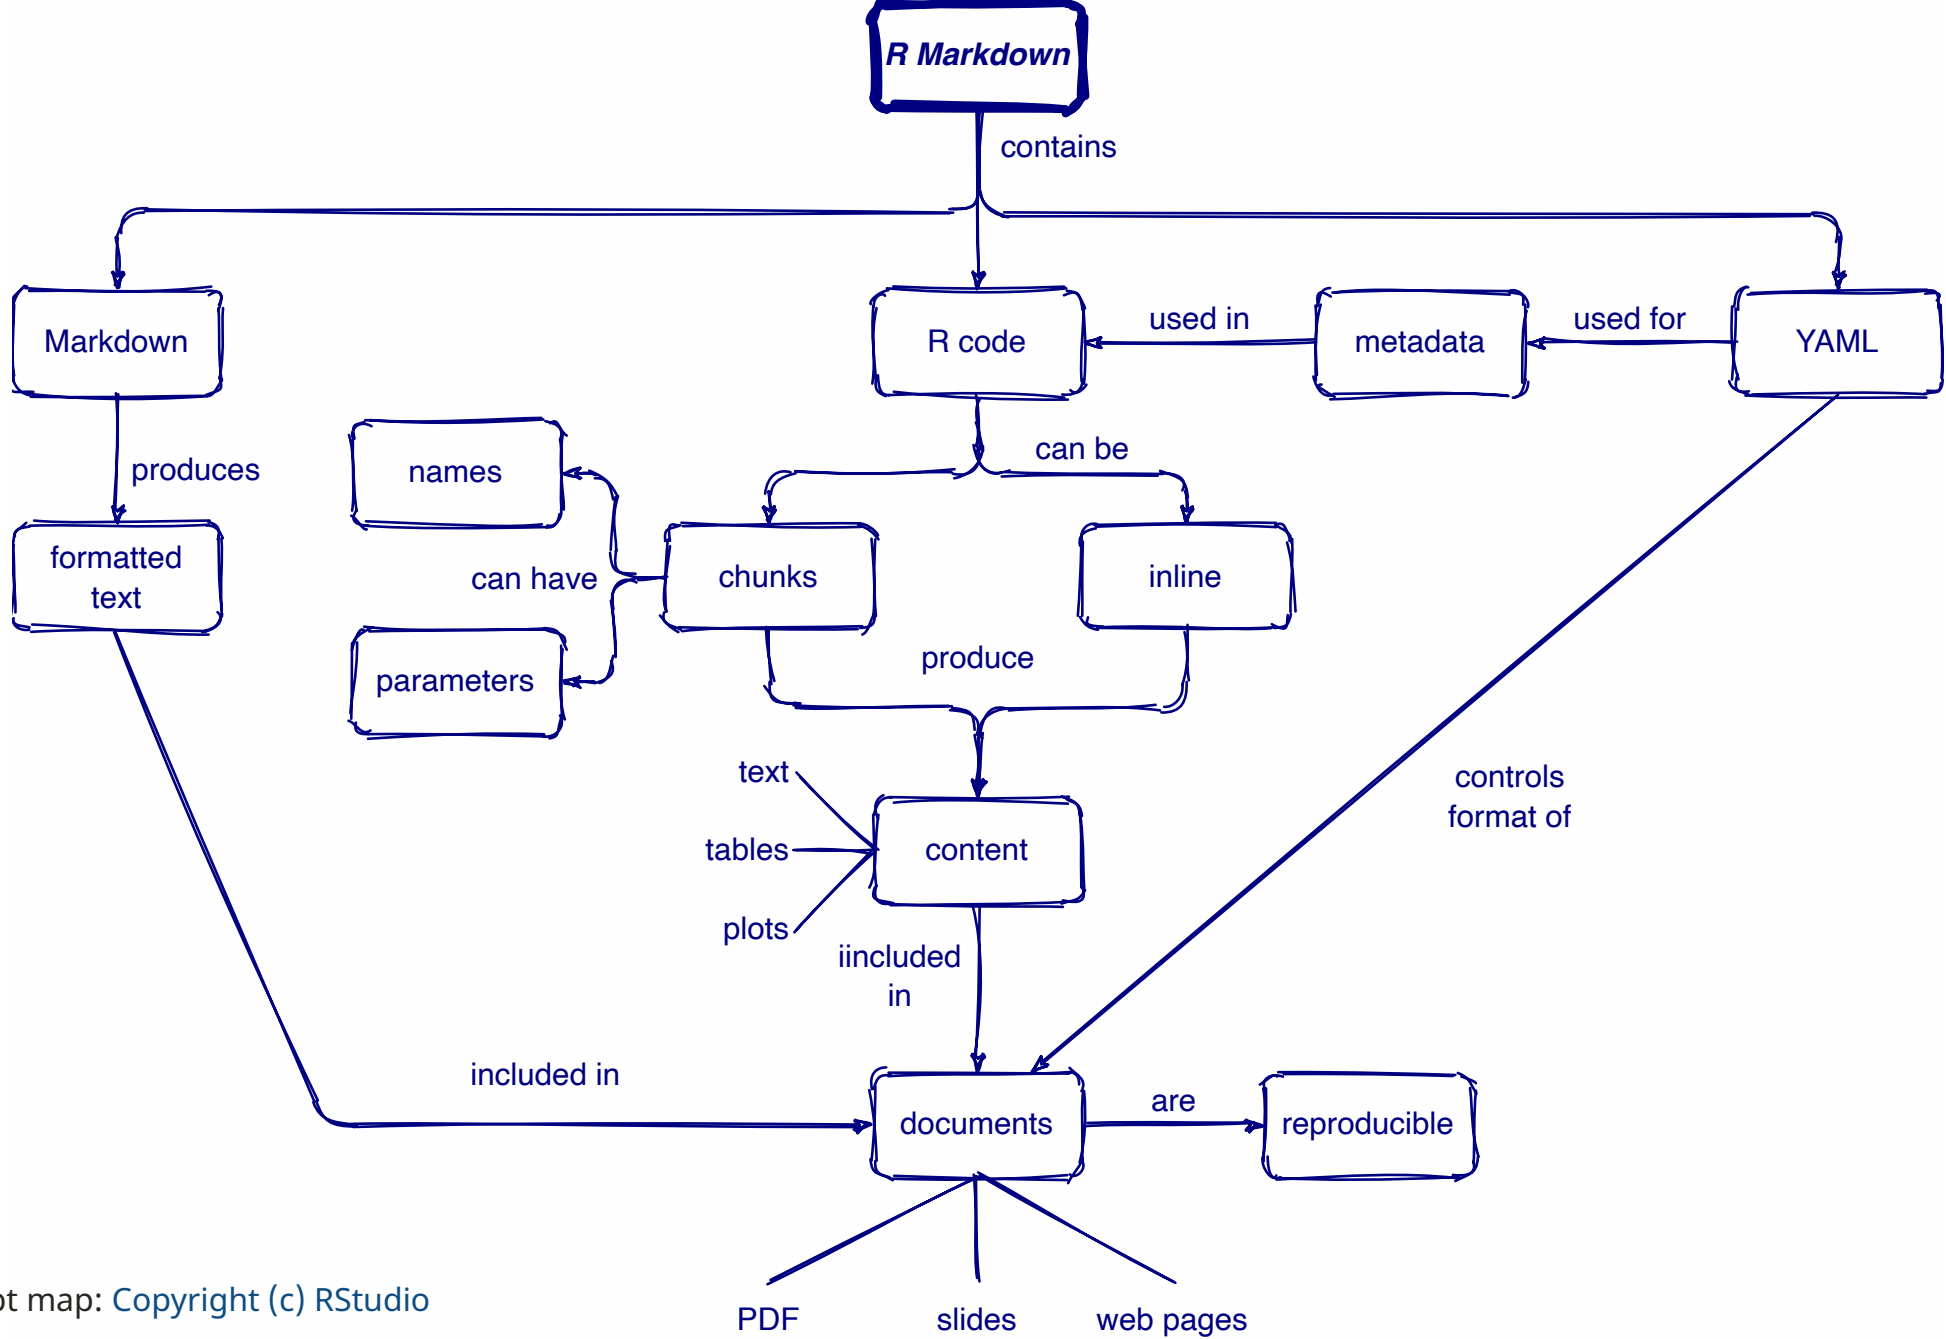 R Markdown
contains
Markdown
R code
used in
metadata
used for
YAML
produces
names
can be
formatted
text
can have
chunks
inline
parameters
produce
text
tables
plots
content
controls
format of
iincluded
in
included in
documents
are
reproducible
PDF
slides
web pages
pt map: Copyright (c) RStudio